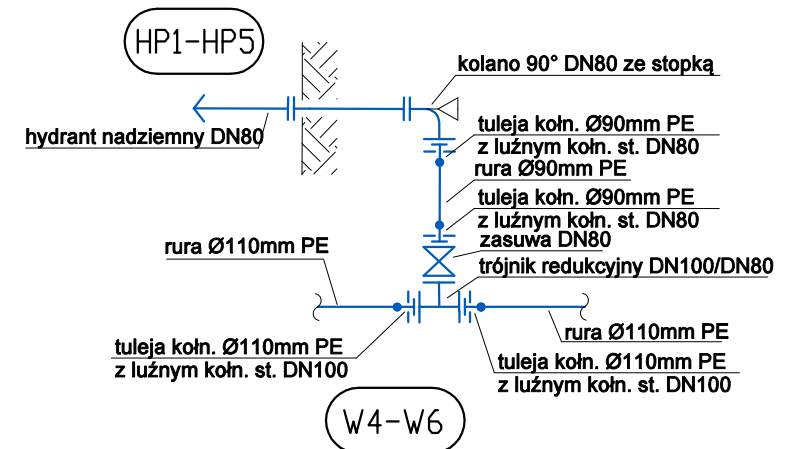 HP1-HP5
kolano 90° DN80 ze stopką
hydrant nadziemny DN80
tuleja kołn. Ø90mm PE
z luźnym kołn. st. DN80
rura Ø90mm PE
tuleja kołn. Ø90mm PE
z luźnym kołn. st. DN80
zasuwa DN80
rura Ø110mm PE
trójnik redukcyjny DN100/DN80
rura Ø110mm PE
tuleja kołn. Ø110mm PE
z luźnym kołn. st. DN100
tuleja kołn. Ø110mm PE
z luźnym kołn. st. DN100
W4-W6